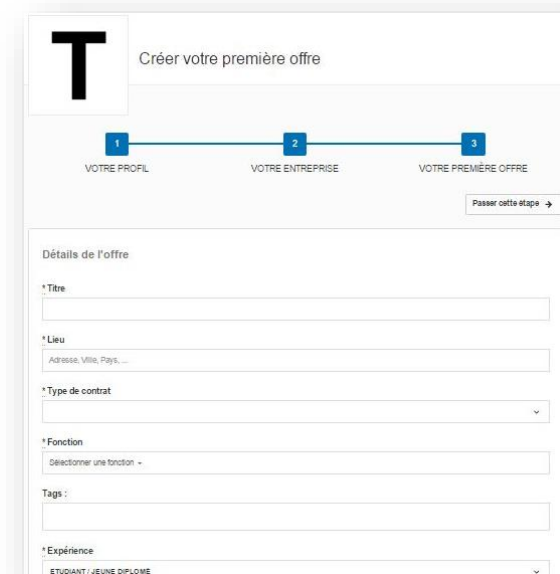 T
Créer votre première offre
1 2 3
VOTRE PROFIL VOTRE ENTREPRISE VOTRE PREMIÈRE OFFRE
Passer cette étape →
Détails de l'offre
* Titre
* Lieu
Adresse, Ville, Pays, ...
* Type de contrat
* Fonction
Sélectionner une fonction
Tags :
* Expérience
ETUDIANT / JEUNE DIPLOMÉ